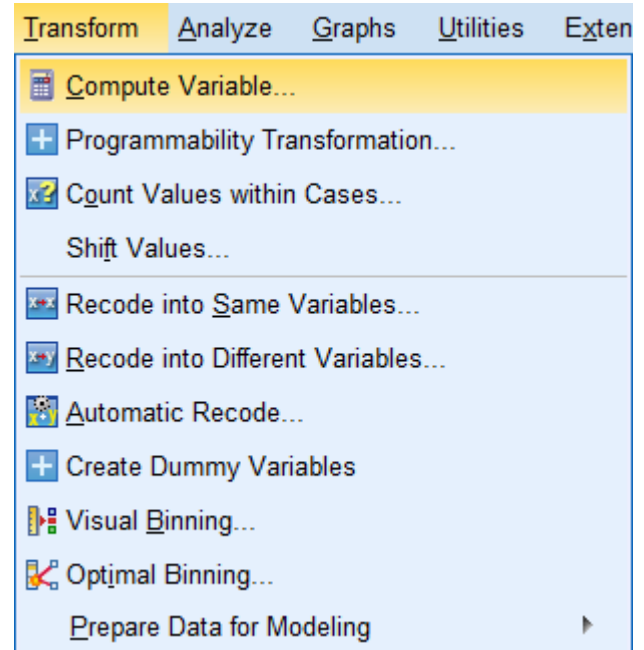 Transform Analyze Graphs Utilities Exten
Compute Variable...
Programmability Transformation...
Count Values within Cases...
Shift Values...
Recode into Same Variables...
Recode into Different Variables...
Automatic Recode...
Create Dummy Variables
Visual Binning...
Optimal Binning...
Prepare Data for Modeling